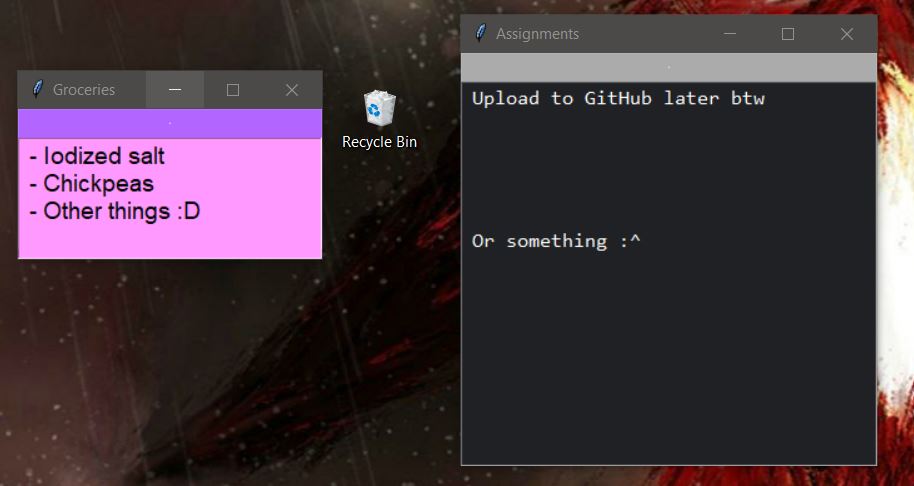 Groceries
- Iodized salt
- Chickpeas
- Other things :D
Recycle Bin
Assignments
Upload to GitHub later btw
Or something :^